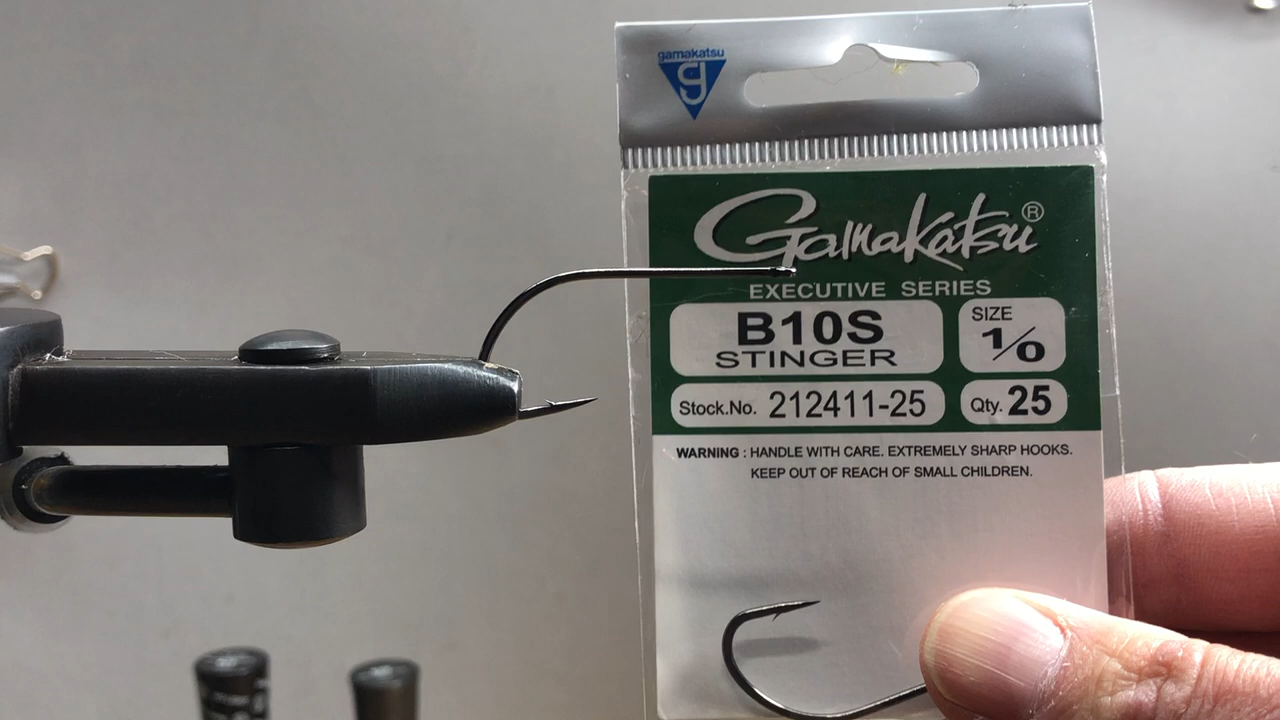 gamakatsu
Gamakatsu®
EXECUTIVE SERIES
B10S
STINGER
SIZE
1/0
Stock.No. 212411-25
Qty. 25
WARNING : HANDLE WITH CARE. EXTREMELY SHARP HOOKS.
KEEP OUT OF REACH OF SMALL CHILDREN.